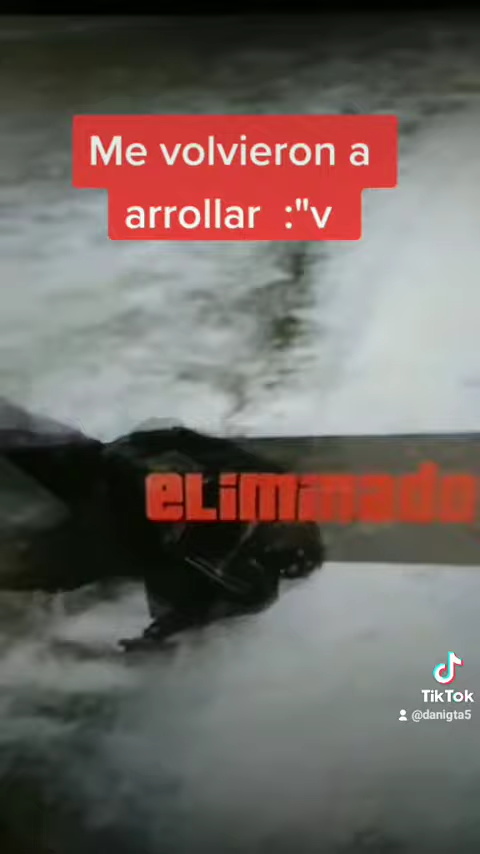 Me volvieron a
arrollar :"v
eliminado
TikTok
@danigta5